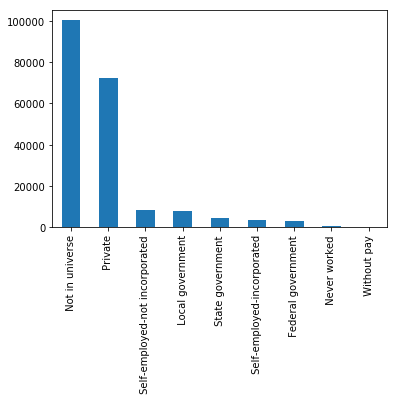 100000
80000
60000
40000
20000
0
Not in universe
Private
Self-employed-not incorporated
Local government
State government
Self-employed-incorporated
Federal government
Never worked
Without pay